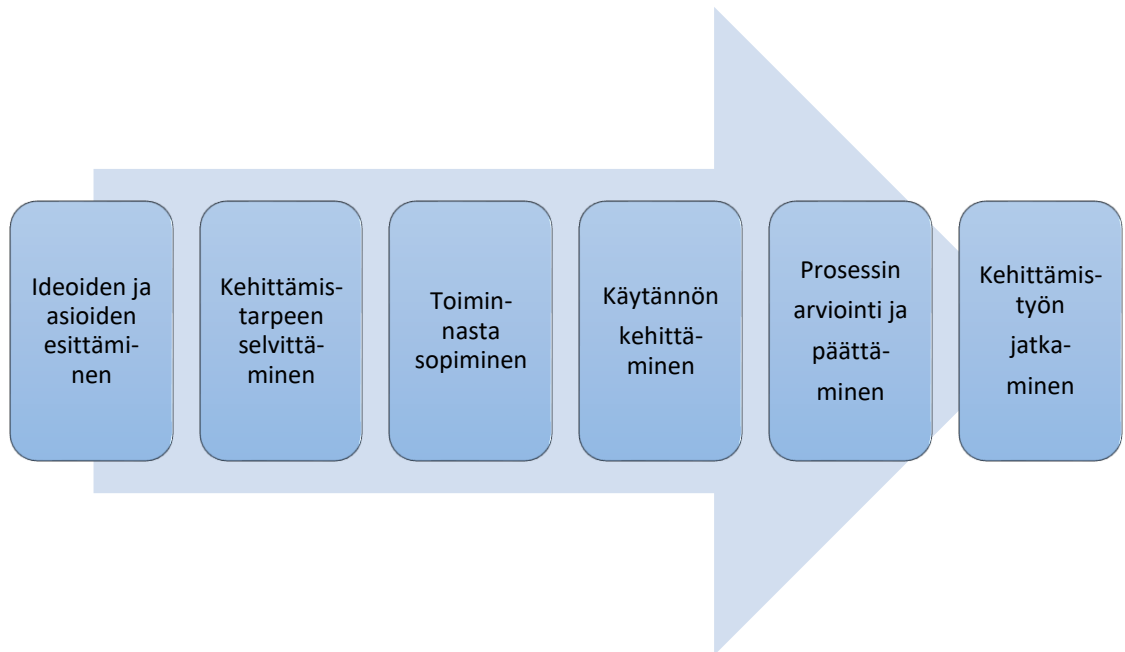 Ideoiden ja
asioiden
esittämi-
nen
Kehittämis-
tarpeen
selvittä-
minen
Toimin-
nasta
sopiminen
Käytännön
kehittä-
minen
Prosessin
arviointi ja
päättä-
minen
Kehittämis-
työn
jatka-
minen